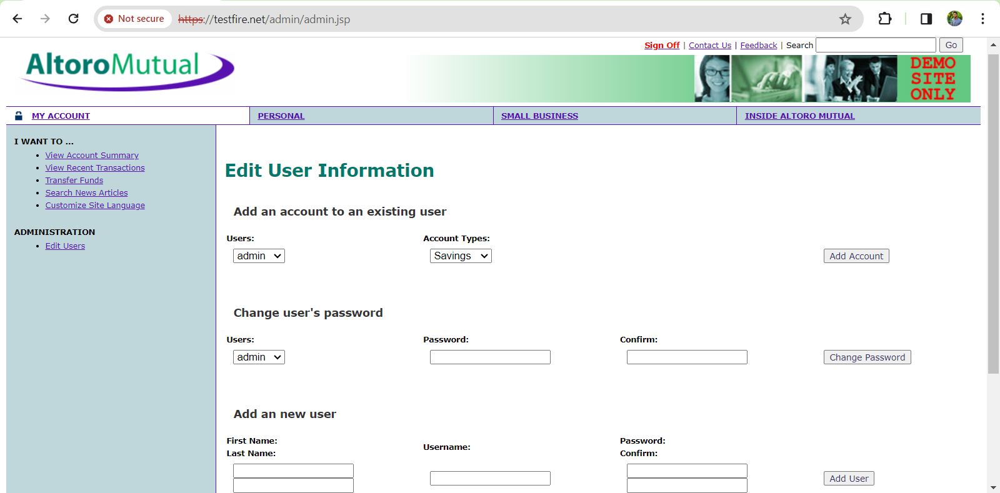 Not secure https://testfire.net/admin/admin.jsp
Sign Off | Contact Us | Feedback | Search Go
AltoroMutual
DEMO
SITE
ONLY
MY ACCOUNT PERSONAL SMALL BUSINESS INSIDE ALTORO MUTUAL
I WANT TO ...
• View Account Summary
• View Recent Transactions
• Transfer Funds
• Search News Articles
• Customize Site Language
ADMINISTRATION
• Edit Users
Edit User Information
Add an account to an existing user
Users: Account Types:
admin Savings Add Account
Change user's password
Users: Password: Confirm:
admin Change Password
Add an new user
First Name:
Last Name:
Username:
Password:
Confirm:
Add User